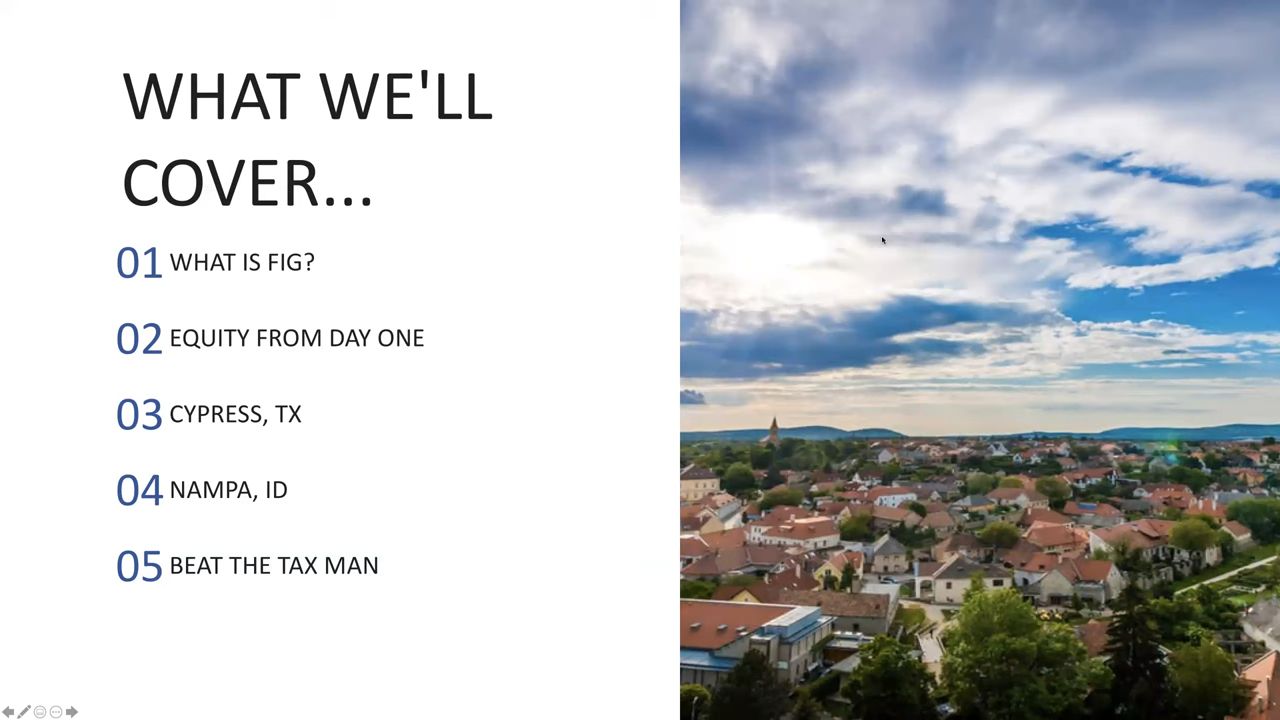 WHAT WE'LL
COVER...
01 WHAT IS FIG?
02 EQUITY FROM DAY ONE
03 CYPRESS, TX
04 NAMPA, ID
05 BEAT THE TAX MAN